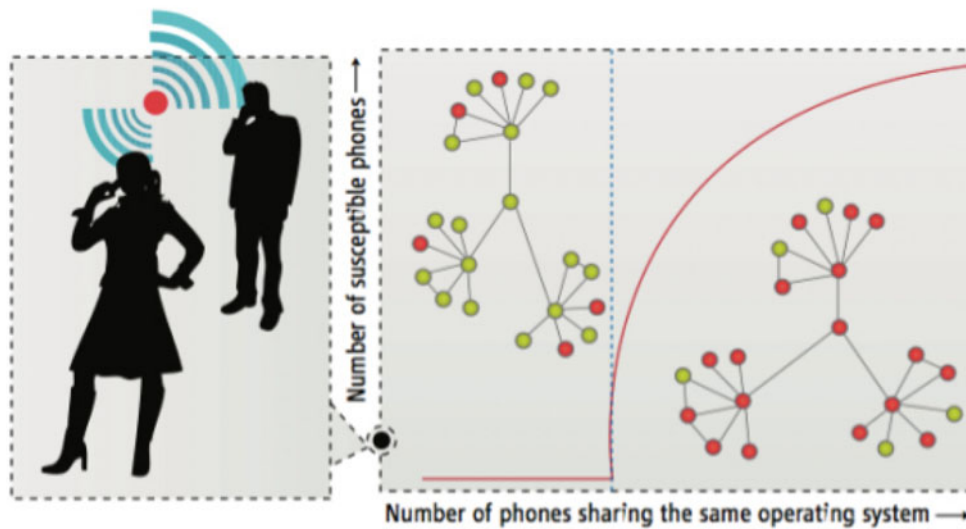 Number of susceptible phones
Number of phones sharing the same operating system